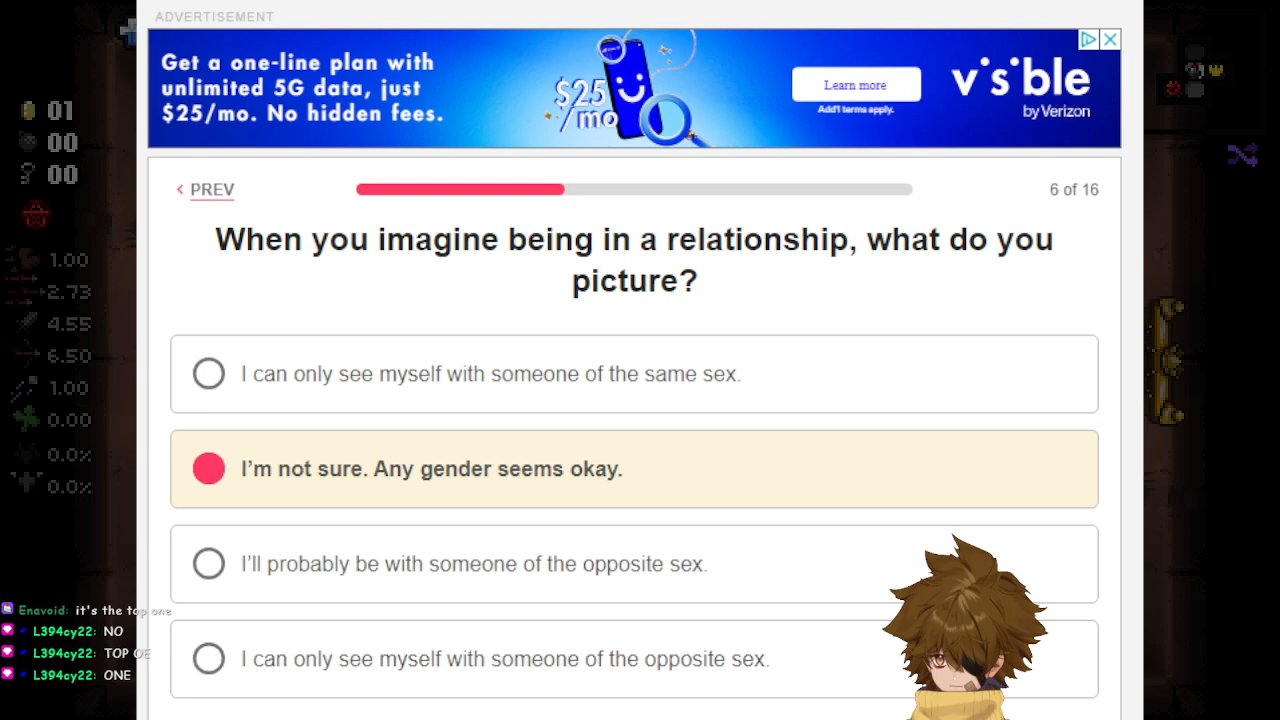 ADVERTISEMENT
Get a one-line plan with
unlimited 5G data, just
$25/mo. No hidden fees.
$25
/mo
Learn more
Add'l terms apply.
visible
by Verizon
01
00
00
1.00
2.73
4.55
6.50
1.00
0.00
0.0%
0.0%
PREV
6 of 16
When you imagine being in a relationship, what do you
picture?
I can only see myself with someone of the same sex.
I'm not sure. Any gender seems okay.
I'll probably be with someone of the opposite sex.
I can only see myself with someone of the opposite sex.
Enavoid: it's the top one
L394cy22: NO
L394cy22: TOP OE
L394cy22: ONE